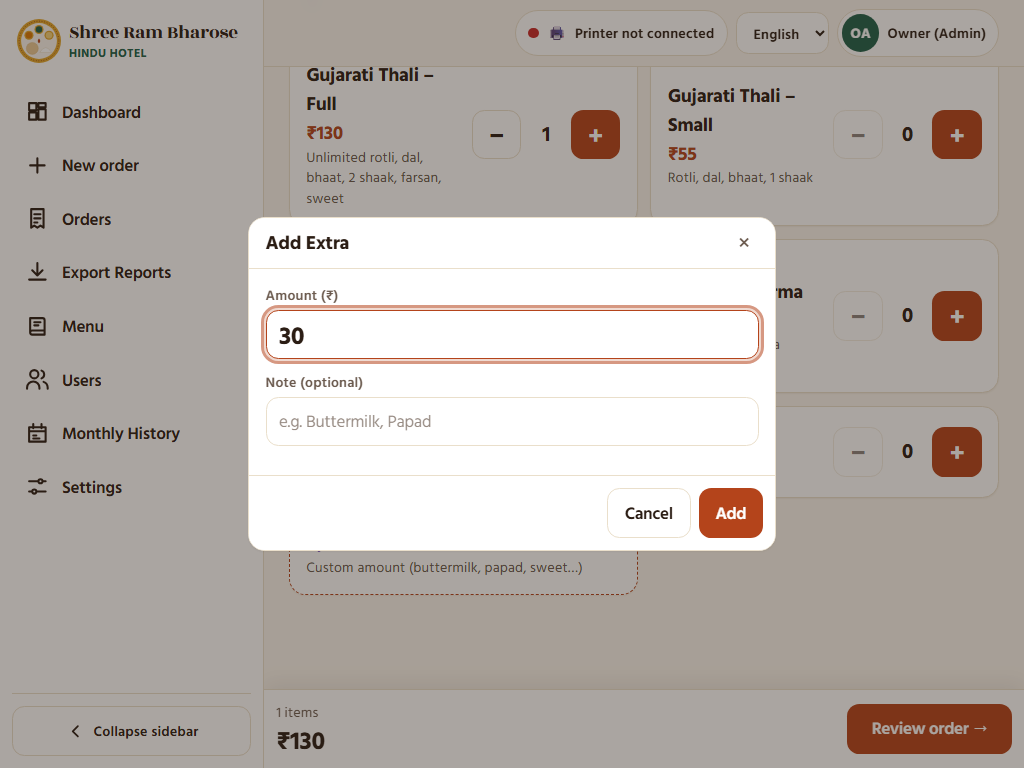 Shree Ram Bharose
HINDU HOTEL
Printer not connected
English
OA
Owner (Admin)
Dashboard
New order
Orders
Export Reports
Menu
Users
Monthly History
Settings
Collapse sidebar
Gujarati Thali –
Full
₹130
Unlimited rotli, dal,
bhaat, 2 shaak, farsan,
sweet
− 1 +
Gujarati Thali –
Small
₹55
Rotli, dal, bhaat, 1 shaak
− 0 +
− 0 +
− 0 +
Add Extra
×
Amount (₹)
30
Note (optional)
e.g. Buttermilk, Papad
Cancel
Add
Custom amount (buttermilk, papad, sweet...)
1 items
₹130
Review order →